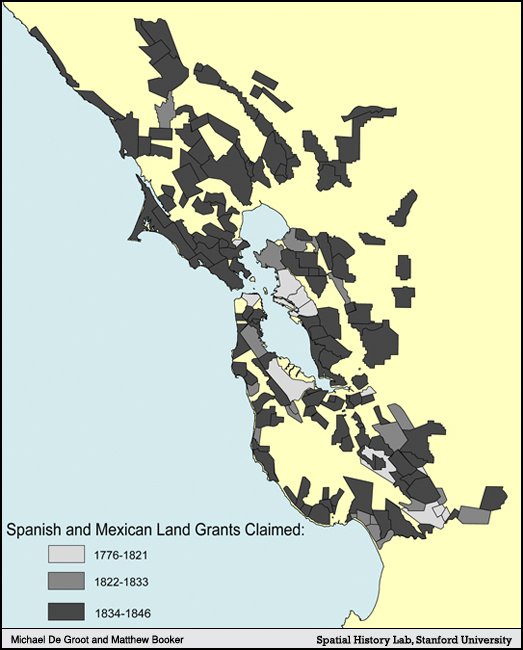 Spanish and Mexican Land Grants Claimed:
1776-1821
1822-1833
1834-1846
Michael De Groot and Matthew Booker
Spatial History Lab, Stanford University